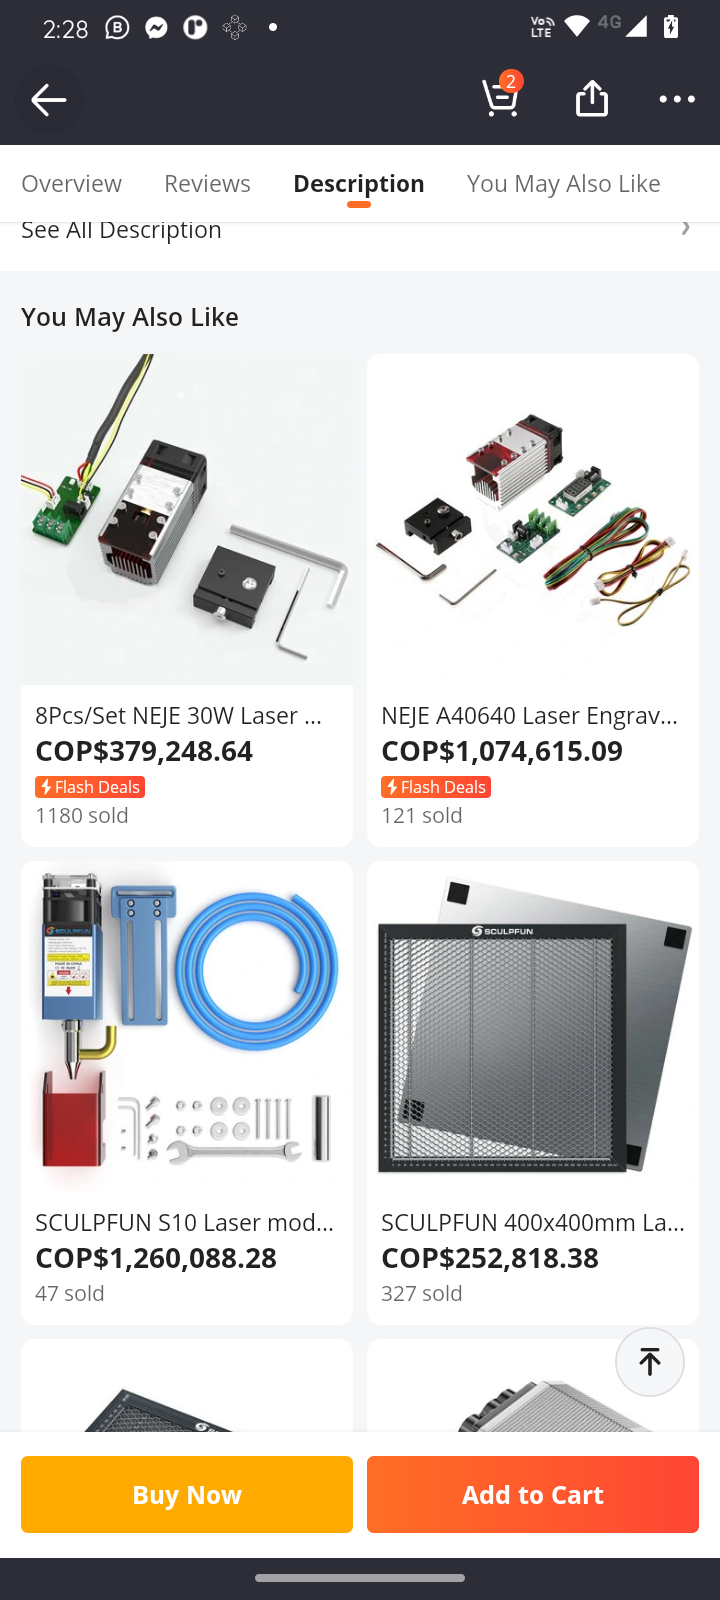 2:28
Vo
LTE
4G
2
Overview Reviews Description You May Also Like
See All Description
You May Also Like
8Pcs/Set NEJE 30W Laser ...
COP$379,248.64
Flash Deals
1180 sold
NEJE A40640 Laser Engrav...
COP$1,074,615.09
Flash Deals
121 sold
SCULPFUN
SCULPFUN S10 Laser mod...
COP$1,260,088.28
47 sold
SCULPFUN
SCULPFUN 400x400mm La...
COP$252,818.38
327 sold
Buy Now
Add to Cart